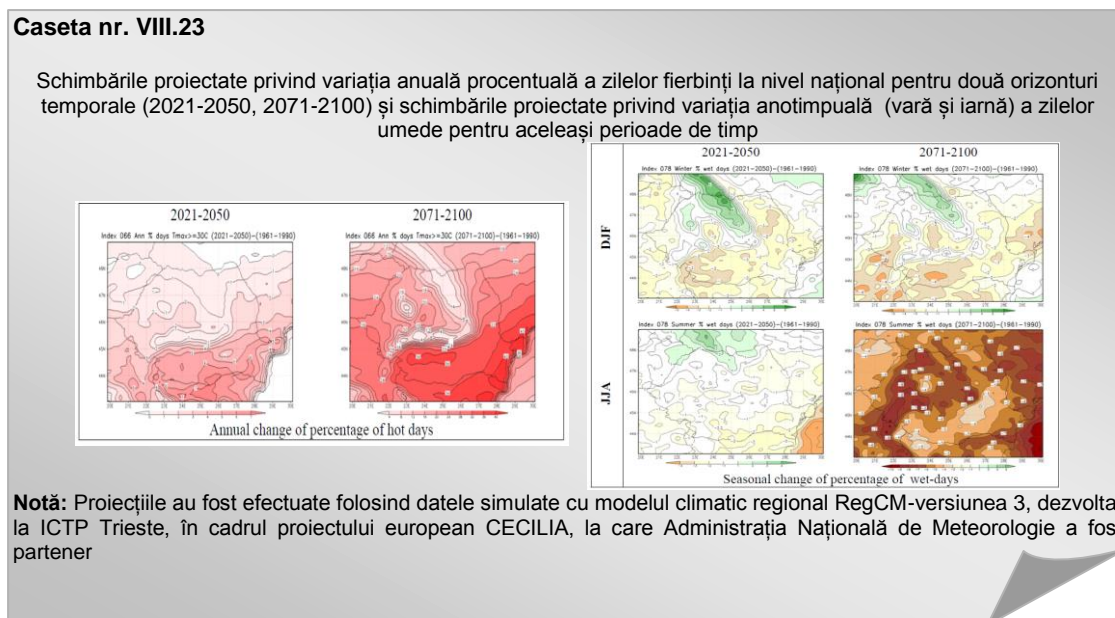 Caseta nr. VIII.23
Schimbările proiectate privind variația anuală procentuală a zilelor fierbinți la nivel național pentru două orizonturi
temporale (2021-2050, 2071-2100) și schimbările proiectate privind variația anotimpuală (vară și iarnă) a zilelor
umede pentru aceleași perioade de timp
2021-2050 2071-2100
Index 066 Ann % days Tmax>=30C (2021-2050)-(1961-1990) Index 066 Ann % days Tmax>=30C (2071-2100)-(1961-1990)
Annual change of percentage of hot days
2021-2050 2071-2100
Index 078 Winter % wet days (2021-2050)-(1961-1990) Index 078 Winter % wet days (2071-2100)-(1961-1990)
DJF
Index 078 Summer % wet days (2021-2050)-(1961-1990) Index 078 Summer % wet days (2071-2100)-(1961-1990)
JJA
Seasonal change of percentage of wet-days
Notă: Proiecțiile au fost efectuate folosind datele simulate cu modelul climatic regional RegCM-versiunea 3, dezvolta
la ICTP Trieste, în cadrul proiectului european CECILIA, la care Administrația Națională de Meteorologie a fos
partener